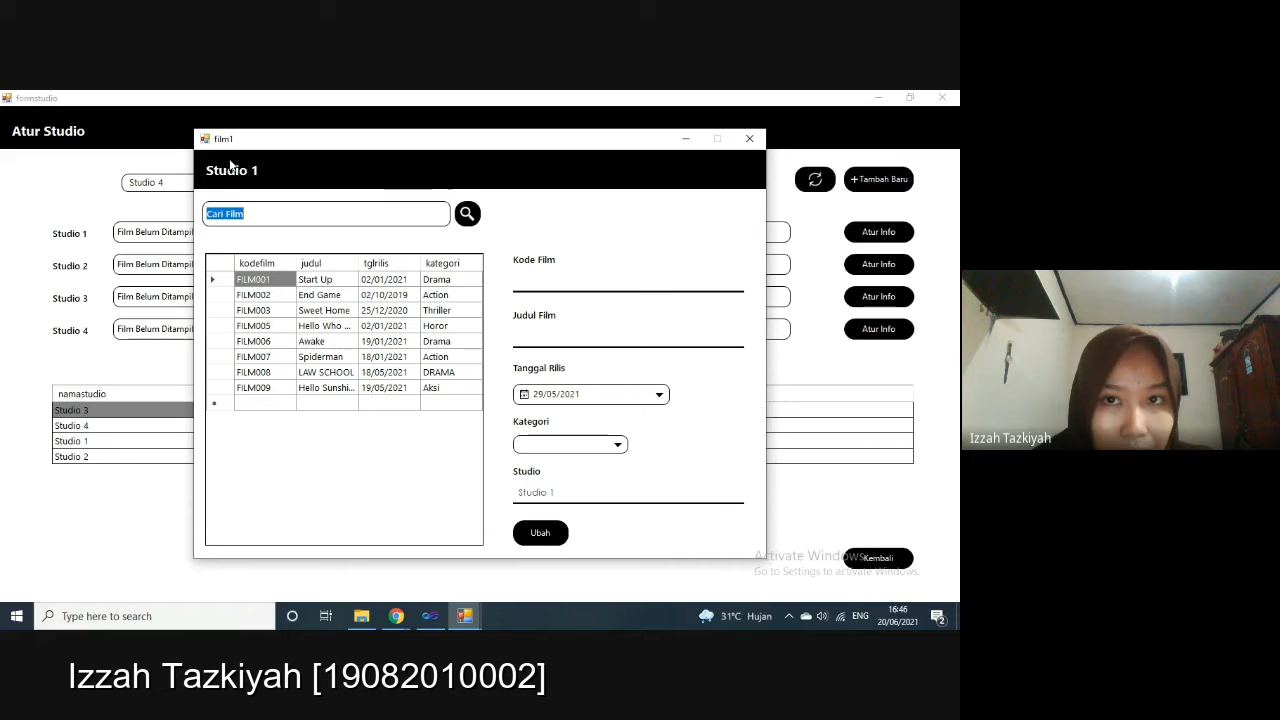 formstudio
Atur Studio
Studio 4
Tambah Baru
Studio 1
Film Belum Ditampil
Atur Info
Studio 2
Film Belum Ditampil
Atur Info
Studio 3
Film Belum Ditampil
Atur Info
Studio 4
Film Belum Ditampil
Atur Info
namastudio
Studio 3
Studio 4
Studio 1
Studio 2
film1
Studio 1
Cari Film
kodefilm judul tglrilis kategori
FILM001 Start Up 02/01/2021 Drama
FILM002 End Game 02/10/2019 Action
FILM003 Sweet Home 25/12/2020 Thriller
FILM005 Hello Who ... 02/01/2021 Horor
FILM006 Awake 19/01/2021 Drama
FILM007 Spiderman 18/01/2021 Action
FILM008 LAW SCHOOL 18/05/2021 DRAMA
FILM009 Hello Sunshi... 19/05/2021 Aksi
Kode Film
Judul Film
Tanggal Rilis
29/05/2021
Kategori
Studio
Studio 1
Ubah
Activate Windows
Go to Settings to activate Windows.
Kembali
Type here to search
31°C Hujan
ENG
16:46
20/06/2021
2
Izzah Tazkiyah
Izzah Tazkiyah [19082010002]